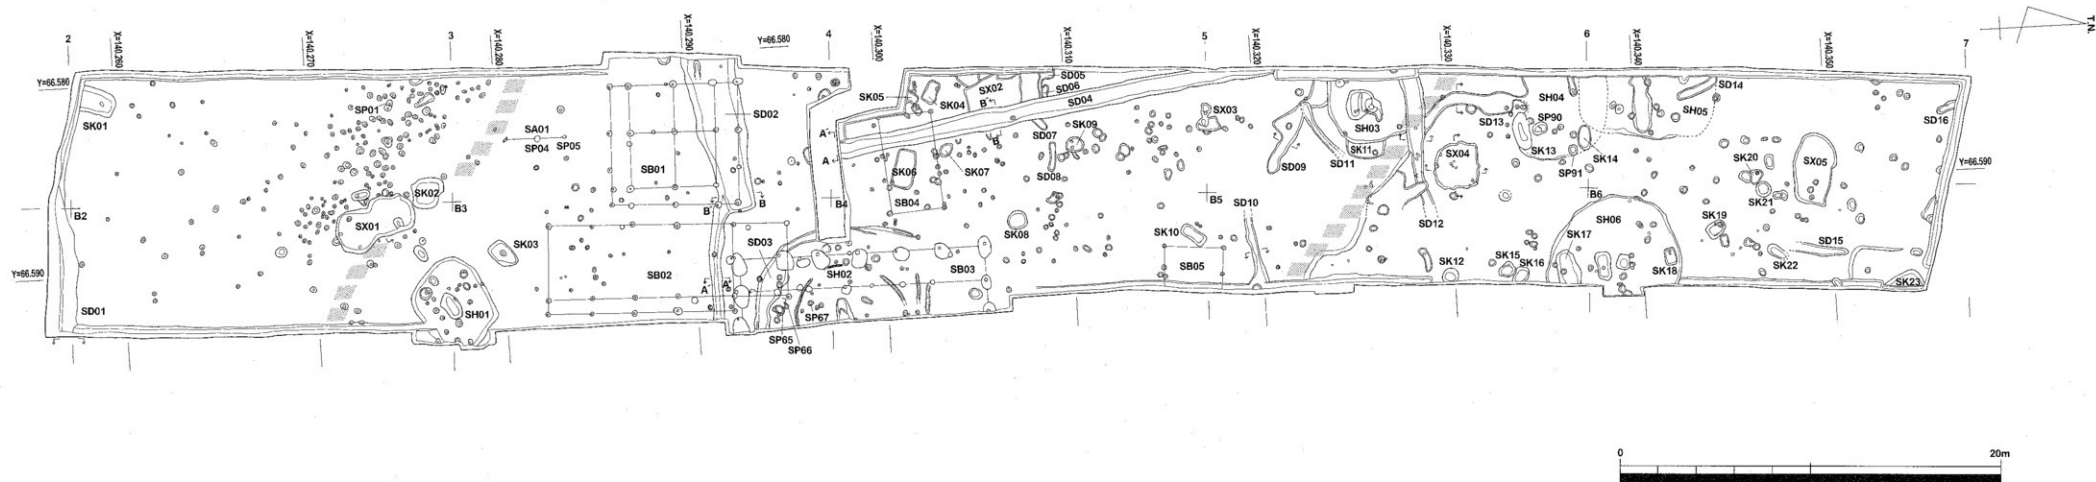 T.N.
2
X=140.260
X=140.270
3
X=140.280
X=140.290
Y=66.580
4
X=140.300
X=140.310
5
X=140.320
X=140.330
6
X=140.340
X=140.350
7
Y=66.580
SK01
SP01
SA01
SP04
SP05
SD02
SB01
SK02
B2
B3
SX01
SK03
SB02
Y=66.590
SD01
SH01
A'
A
B'
B
B4
SK05
SK04
SX02
B'
SD05
SD06
SD04
SD07
SK09
B
SK06
SK07
SD08
SB04
SK08
SD03
SH02
SB03
A
A'
SP67
SP65
SP66
SX03
B5
SD10
SK10
SB05
SD09
SD11
SH03
SK11
SX04
SD12
SD13
SH04
SP90
SK13
SK14
SP91
SH05
SD14
SD16
B6
SH06
SK17
SK12
SK15
SK16
SK18
SK20
SK21
SX05
SK19
SD15
SK22
SK23
Y=66.590
0
20m